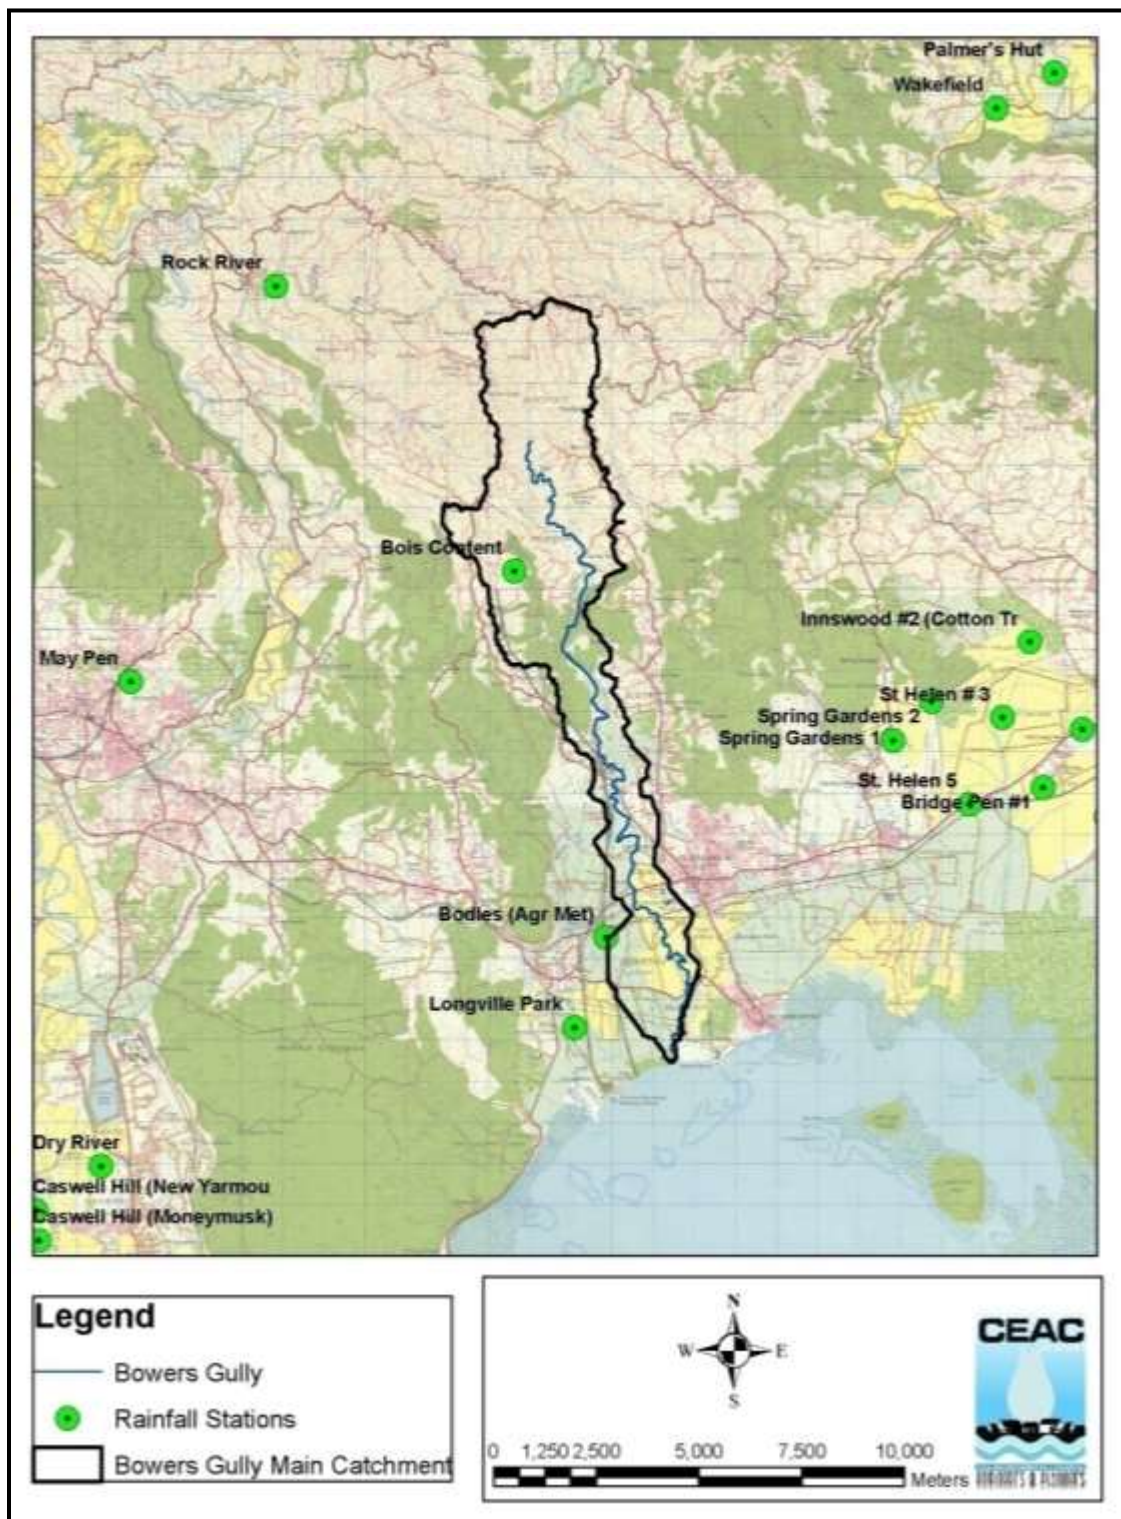 Palmer's Hut
Wakefield
Rock River
Bois Content
Innswood #2 (Cotton Tr
May Pen
St Helen # 3
Spring Gardens 2
Spring Gardens 1
St. Helen 5
Bridge Pen #1
Bodles (Agr Met)
Longville Park
Dry River
Caswell Hill (New Yarmou
Caswell Hill (Moneymusk)
Legend
Bowers Gully
Rainfall Stations
Bowers Gully Main Catchment
N
W E
S
0 1,250 2,500 5,000 7,500 10,000
Meters
CEAC